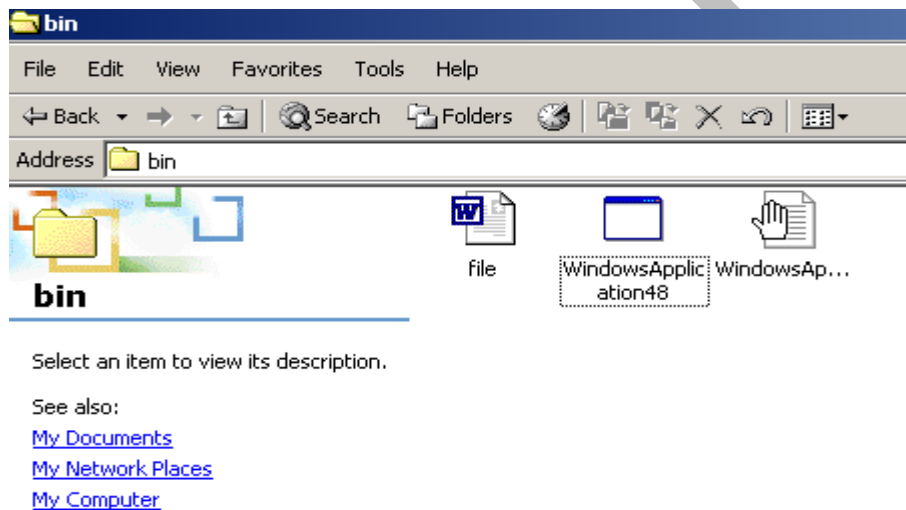 bin
File Edit View Favorites Tools Help
Back Search Folders
Address bin
file
WindowsApplic
ation48
WindowsAp...
bin
Select an item to view its description.
See also:
My Documents
My Network Places
My Computer